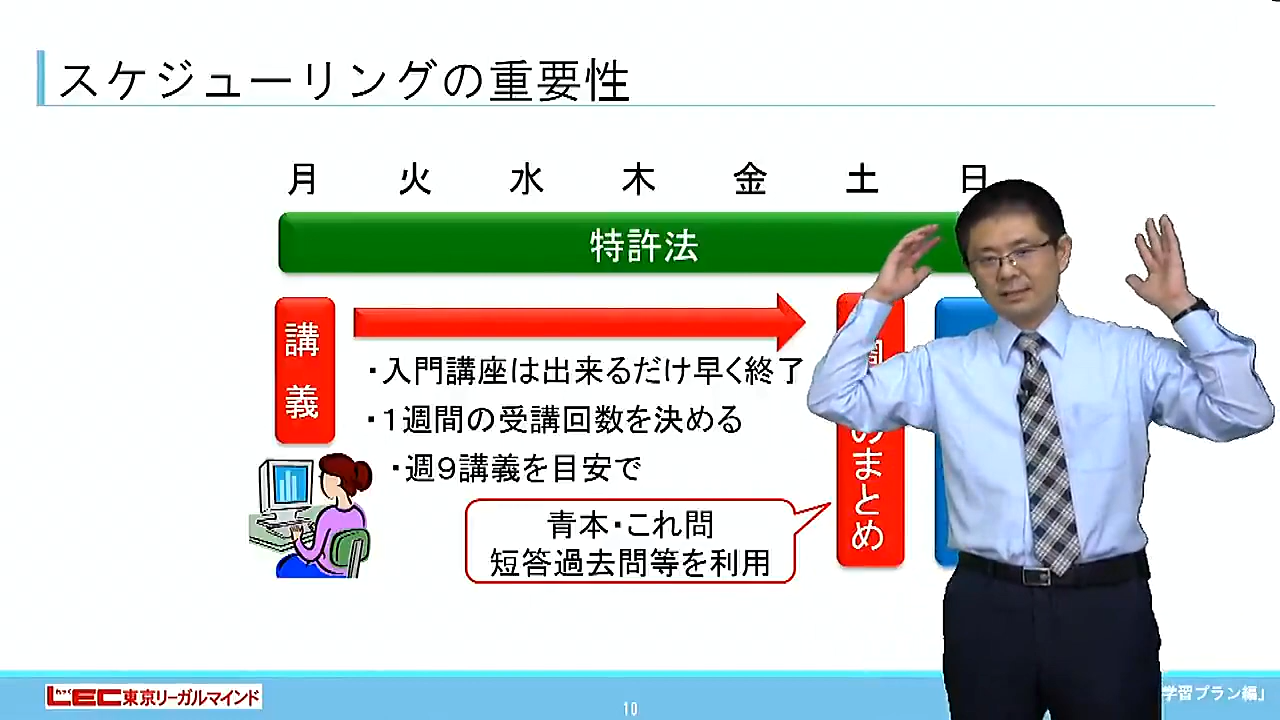 スケジューリングの重要性
月 火 水 木 金 土 日
特許法
講義
・入門講座は出来るだけ早く終了
・1週間の受講回数を決める
・週9講義を目安で
のまとめ
青本・これ問
短答過去問等を利用
LEC東京リーガルマインド
10
学習プラン編」